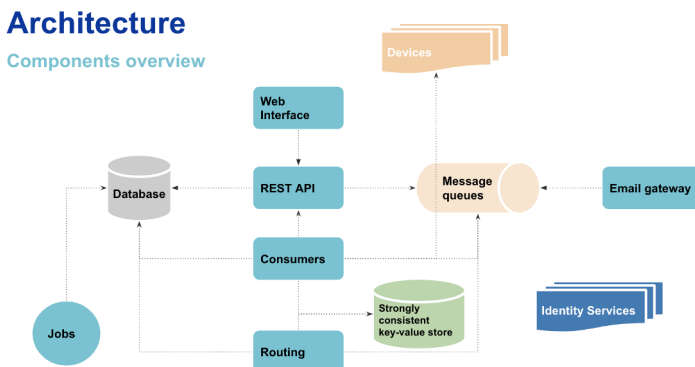 Architecture
Components overview
Devices
Web
Interface
Database
REST API
Message
queues
Email gateway
Consumers
Strongly
consistent
key-value store
Identity Services
Jobs
Routing